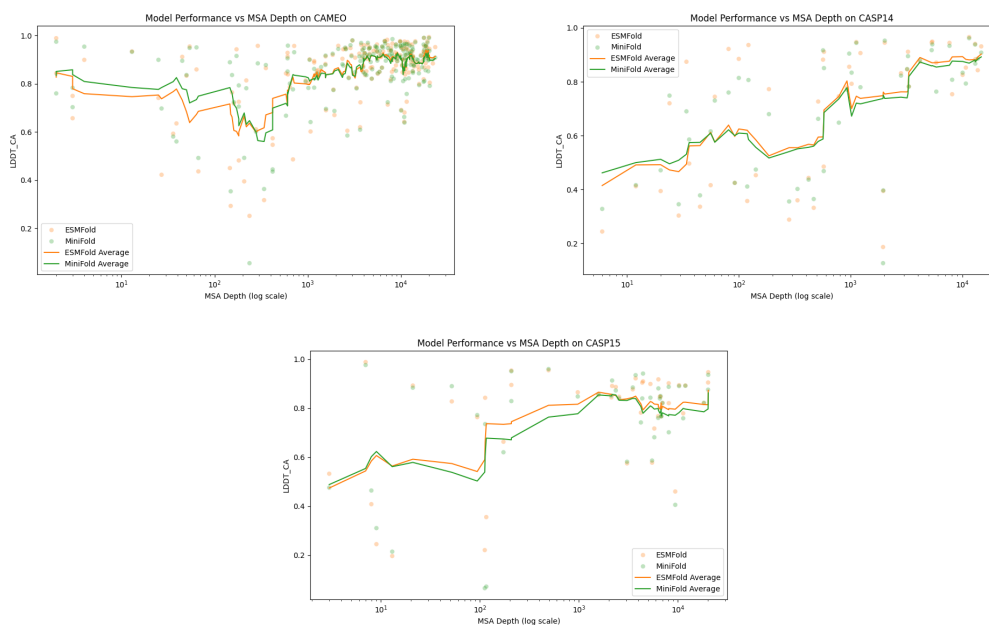 Model Performance vs MSA Depth on CAMEO
LDDT_CA
1.0
0.8
0.6
0.4
0.2
ESMFold
MiniFold
ESMFold Average
MiniFold Average
10¹
10²
10³
10⁴
MSA Depth (log scale)
Model Performance vs MSA Depth on CASP14
LDDT_CA
1.0
0.8
0.6
0.4
0.2
ESMFold
MiniFold
ESMFold Average
MiniFold Average
10¹
10²
10³
10⁴
MSA Depth (log scale)
Model Performance vs MSA Depth on CASP15
LDDT_CA
1.0
0.8
0.6
0.4
0.2
ESMFold
MiniFold
ESMFold Average
MiniFold Average
10¹
10²
10³
10⁴
MSA Depth (log scale)